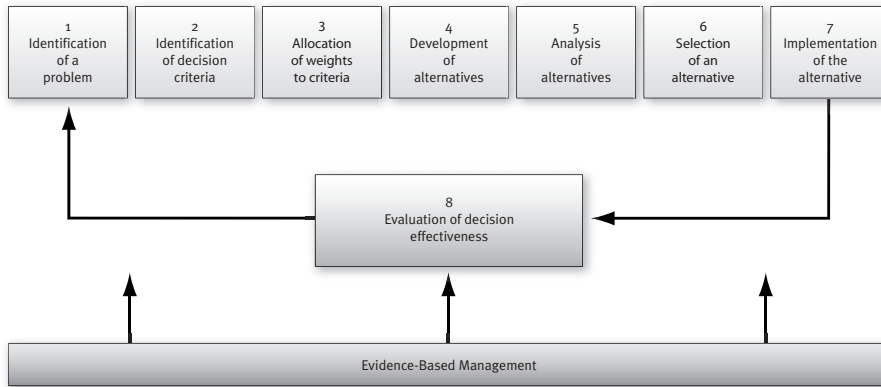 1
Identification
of a
problem
2
Identification
of decision
criteria
3
Allocation
of weights
to criteria
4
Development
of
alternatives
5
Analysis
of
alternatives
6
Selection
of an
alternative
7
Implementation
of the
alternative
8
Evaluation of decision
effectiveness
Evidence-Based Management